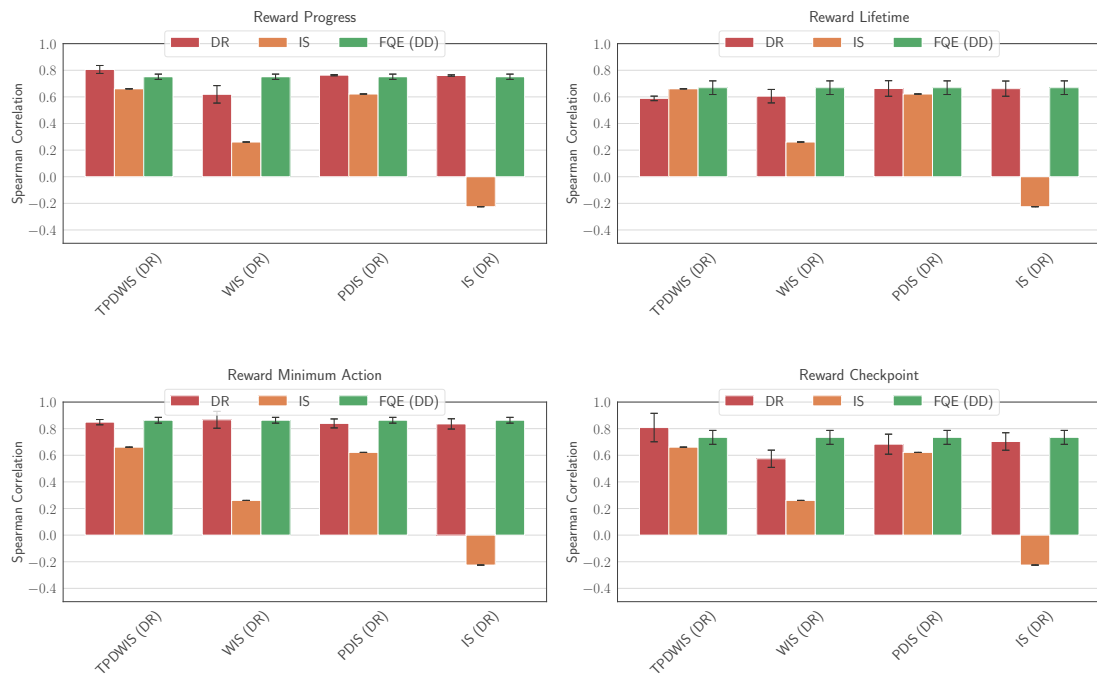 Reward Progress
DR IS FQE (DD)
1.0
0.8
0.6
0.4
0.2
0.0
−0.2
−0.4
Spearman Correlation
TPDWIS (DR)
WIS (DR)
PDIS (DR)
IS (DR)
Reward Lifetime
DR IS FQE (DD)
1.0
0.8
0.6
0.4
0.2
0.0
−0.2
−0.4
Spearman Correlation
TPDWIS (DR)
WIS (DR)
PDIS (DR)
IS (DR)
Reward Minimum Action
DR IS FQE (DD)
1.0
0.8
0.6
0.4
0.2
0.0
−0.2
−0.4
Spearman Correlation
TPDWIS (DR)
WIS (DR)
PDIS (DR)
IS (DR)
Reward Checkpoint
DR IS FQE (DD)
1.0
0.8
0.6
0.4
0.2
0.0
−0.2
−0.4
Spearman Correlation
TPDWIS (DR)
WIS (DR)
PDIS (DR)
IS (DR)